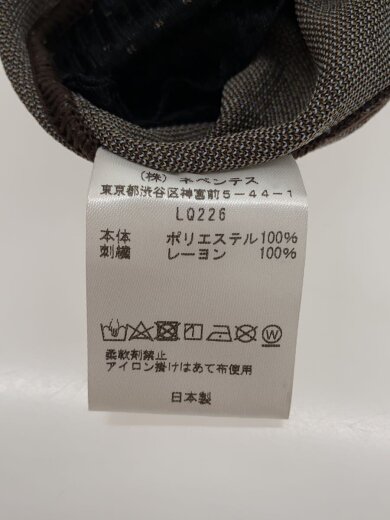 (株) ネペンテス
東京都渋谷区神宮前5-44-1
LQ226
本体 ポリエステル100%
刺繍 レーヨン 100%
W
柔軟剤禁止
アイロン掛けはあて布使用
日本製